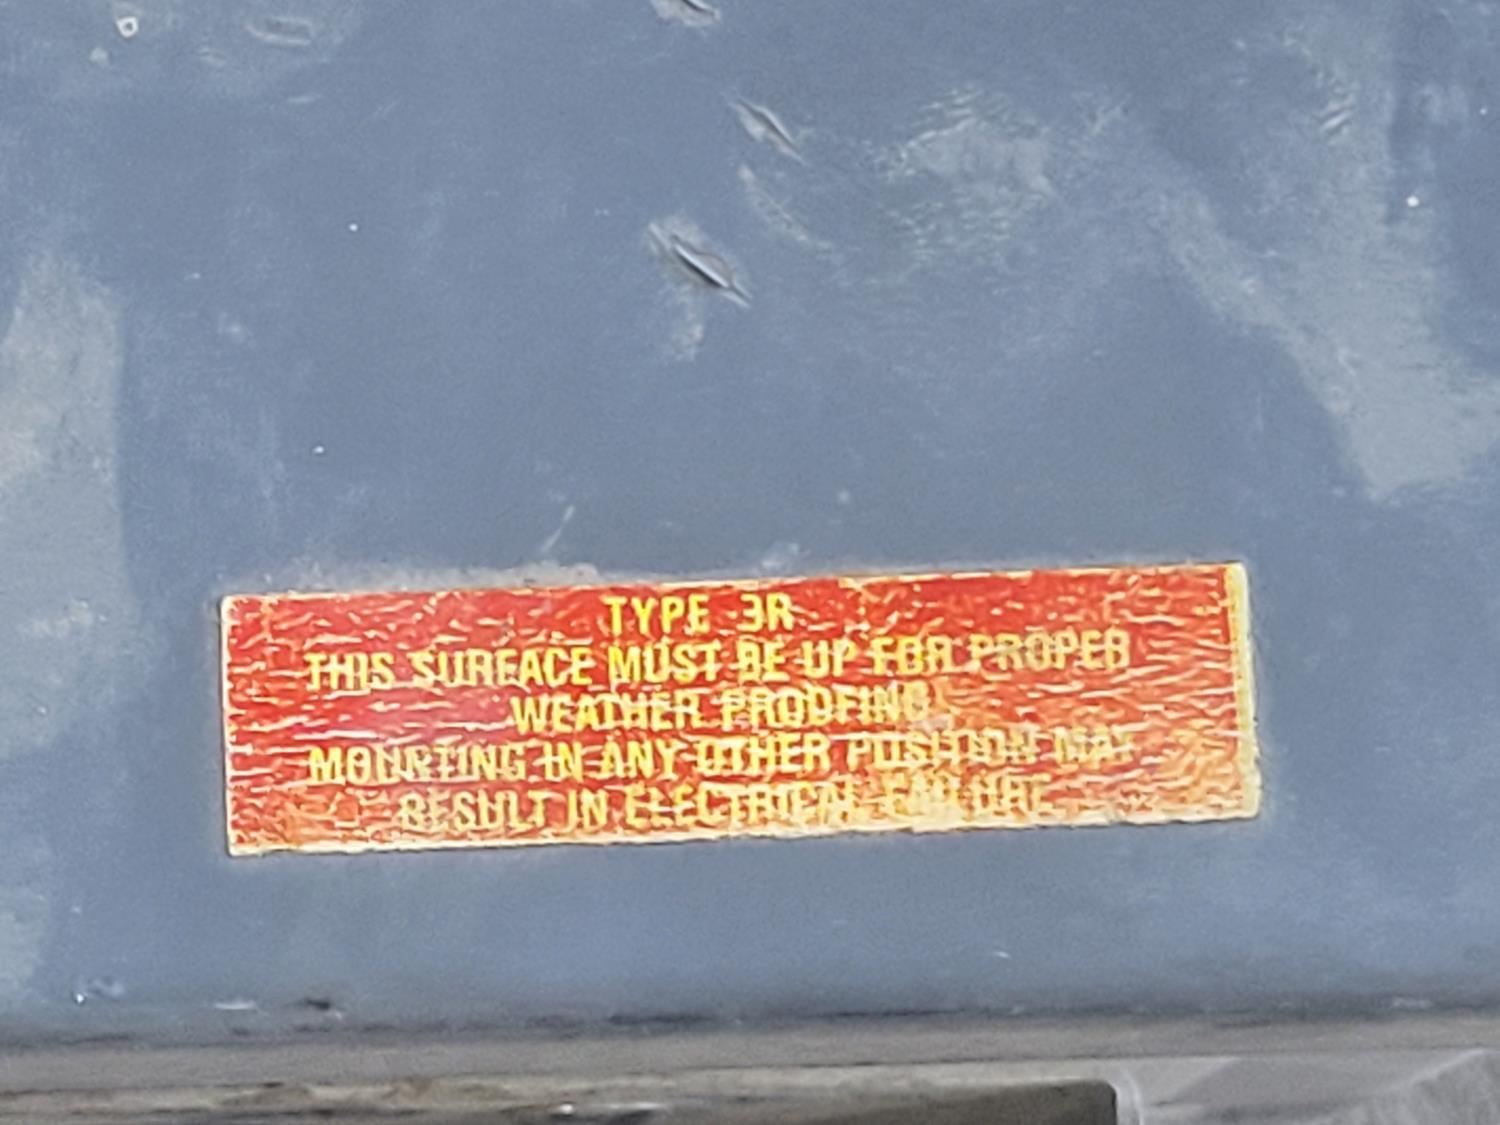 TYPE 3R
THIS SURFACE MUST BE UP FOR PROPER
WEATHER PROOFING
MOUNTING IN ANY OTHER POSITION MAY
RESULT IN ELECTRICAL FAILURE